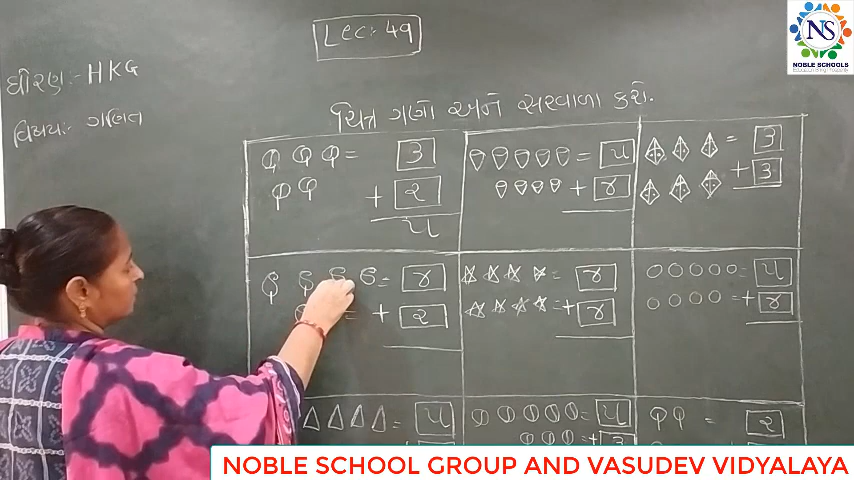 Lec:- 49
ધોરણ:- HKG
વિષય:- ગણિત
ચિત્ર ગણો અને સરવાળા કરો.
= ૩
+ ૨
૫
= ૫
+ ૪
= ૩
+ ૩
= ૪
= + ૨
= ૪
=+ ૪
= ૫
=+ ૪
= ૫
= ૫
=+ ૩
= ૨
NS
NOBLE SCHOOLS
NOBLE SCHOOL GROUP AND VASUDEV VIDYALAYA